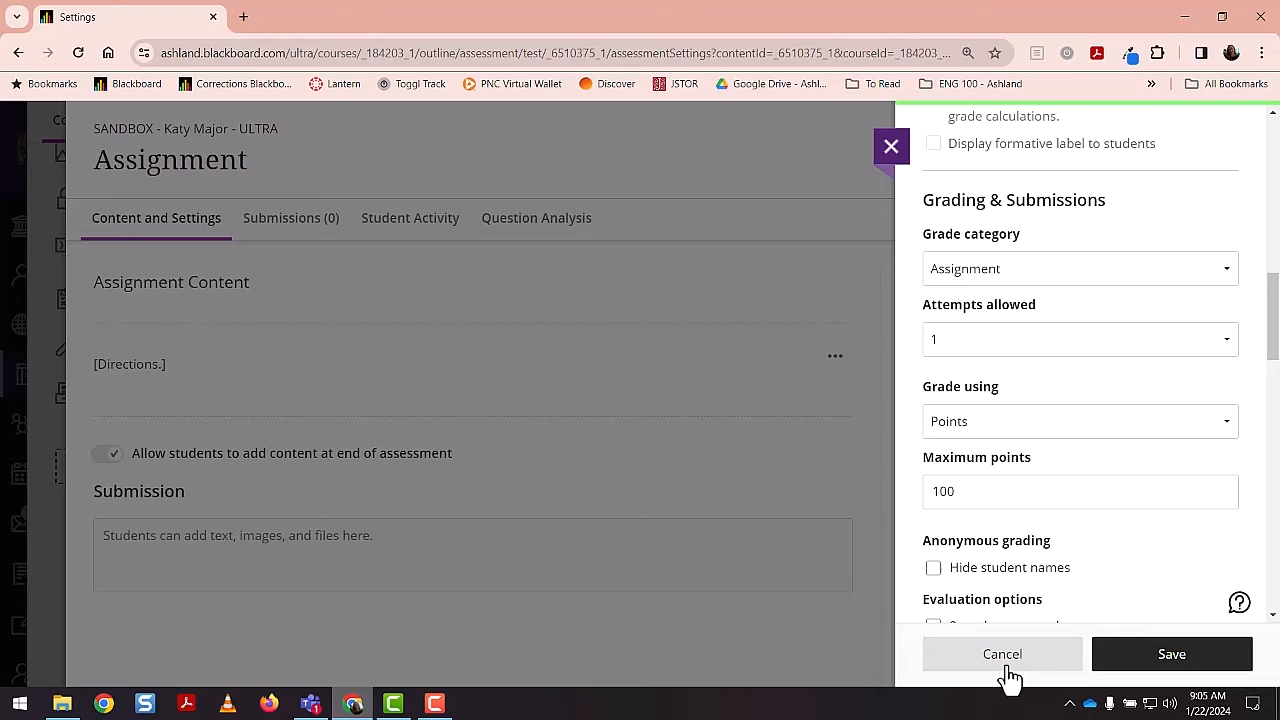 Settings
ashland.blackboard.com/ultra/courses/_184203_1/outline/assessment/test/_6510375_1/assessmentSettings?contentId=_6510375_1&courseId=_184203_...
Bookmarks Blackboard Corrections Blackbo... Lantern Toggl Track PNC Virtual Wallet Discover JSTOR Google Drive - Ashl... To Read ENG 100 - Ashland » All Bookmarks
SANDBOX - Katy Major - ULTRA
Assignment
Content and Settings Submissions (0) Student Activity Question Analysis
Assignment Content
[Directions.]
Allow students to add content at end of assessment
Submission
Students can add text, images, and files here.
grade calculations.
Display formative label to students
Grading & Submissions
Grade category
Assignment
Attempts allowed
1
Grade using
Points
Maximum points
100
Anonymous grading
Hide student names
Evaluation options
Cancel Save
9:05 AM
1/22/2024